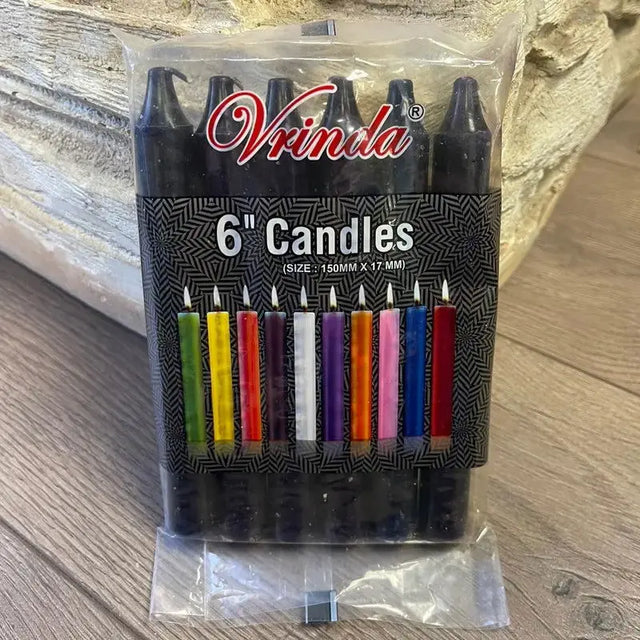 Vrinda®
6" Candles
(SIZE : 150MM X 17 MM)